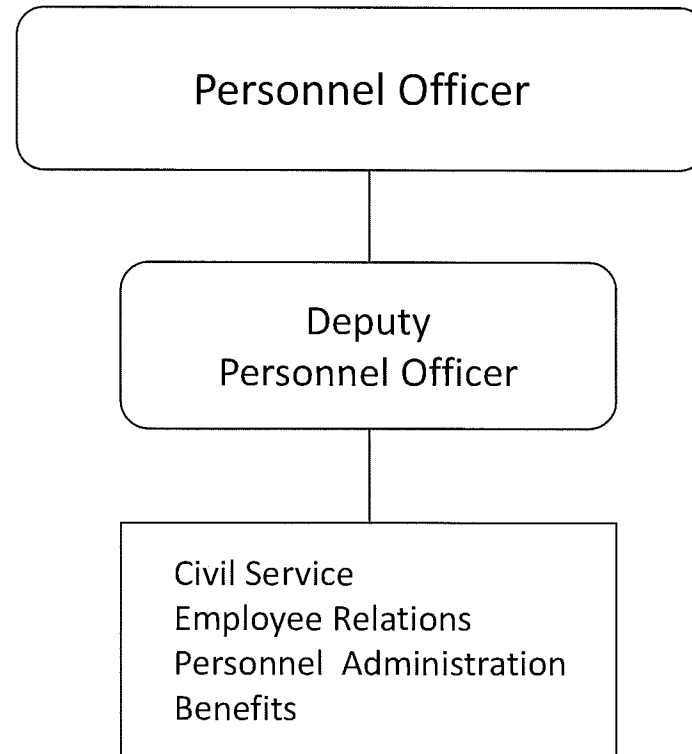 Personnel Officer
Deputy
Personnel Officer
Civil Service
Employee Relations
Personnel Administration
Benefits